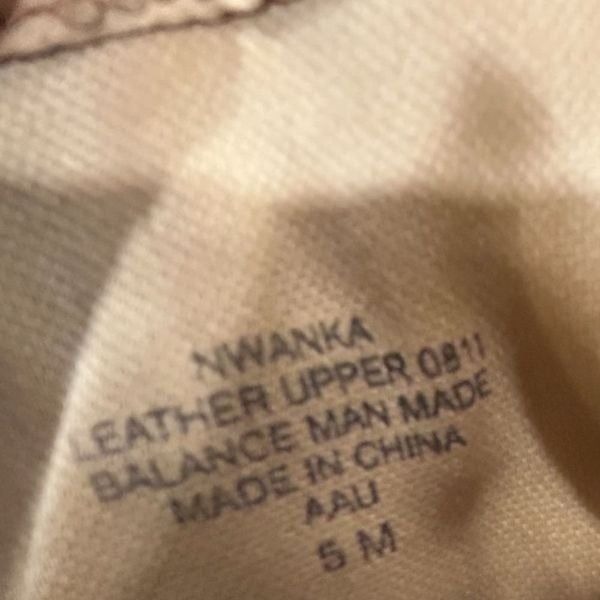 NWANKA
LEATHER UPPER 0811
BALANCE MAN MADE
MADE IN CHINA
AAU
5 M